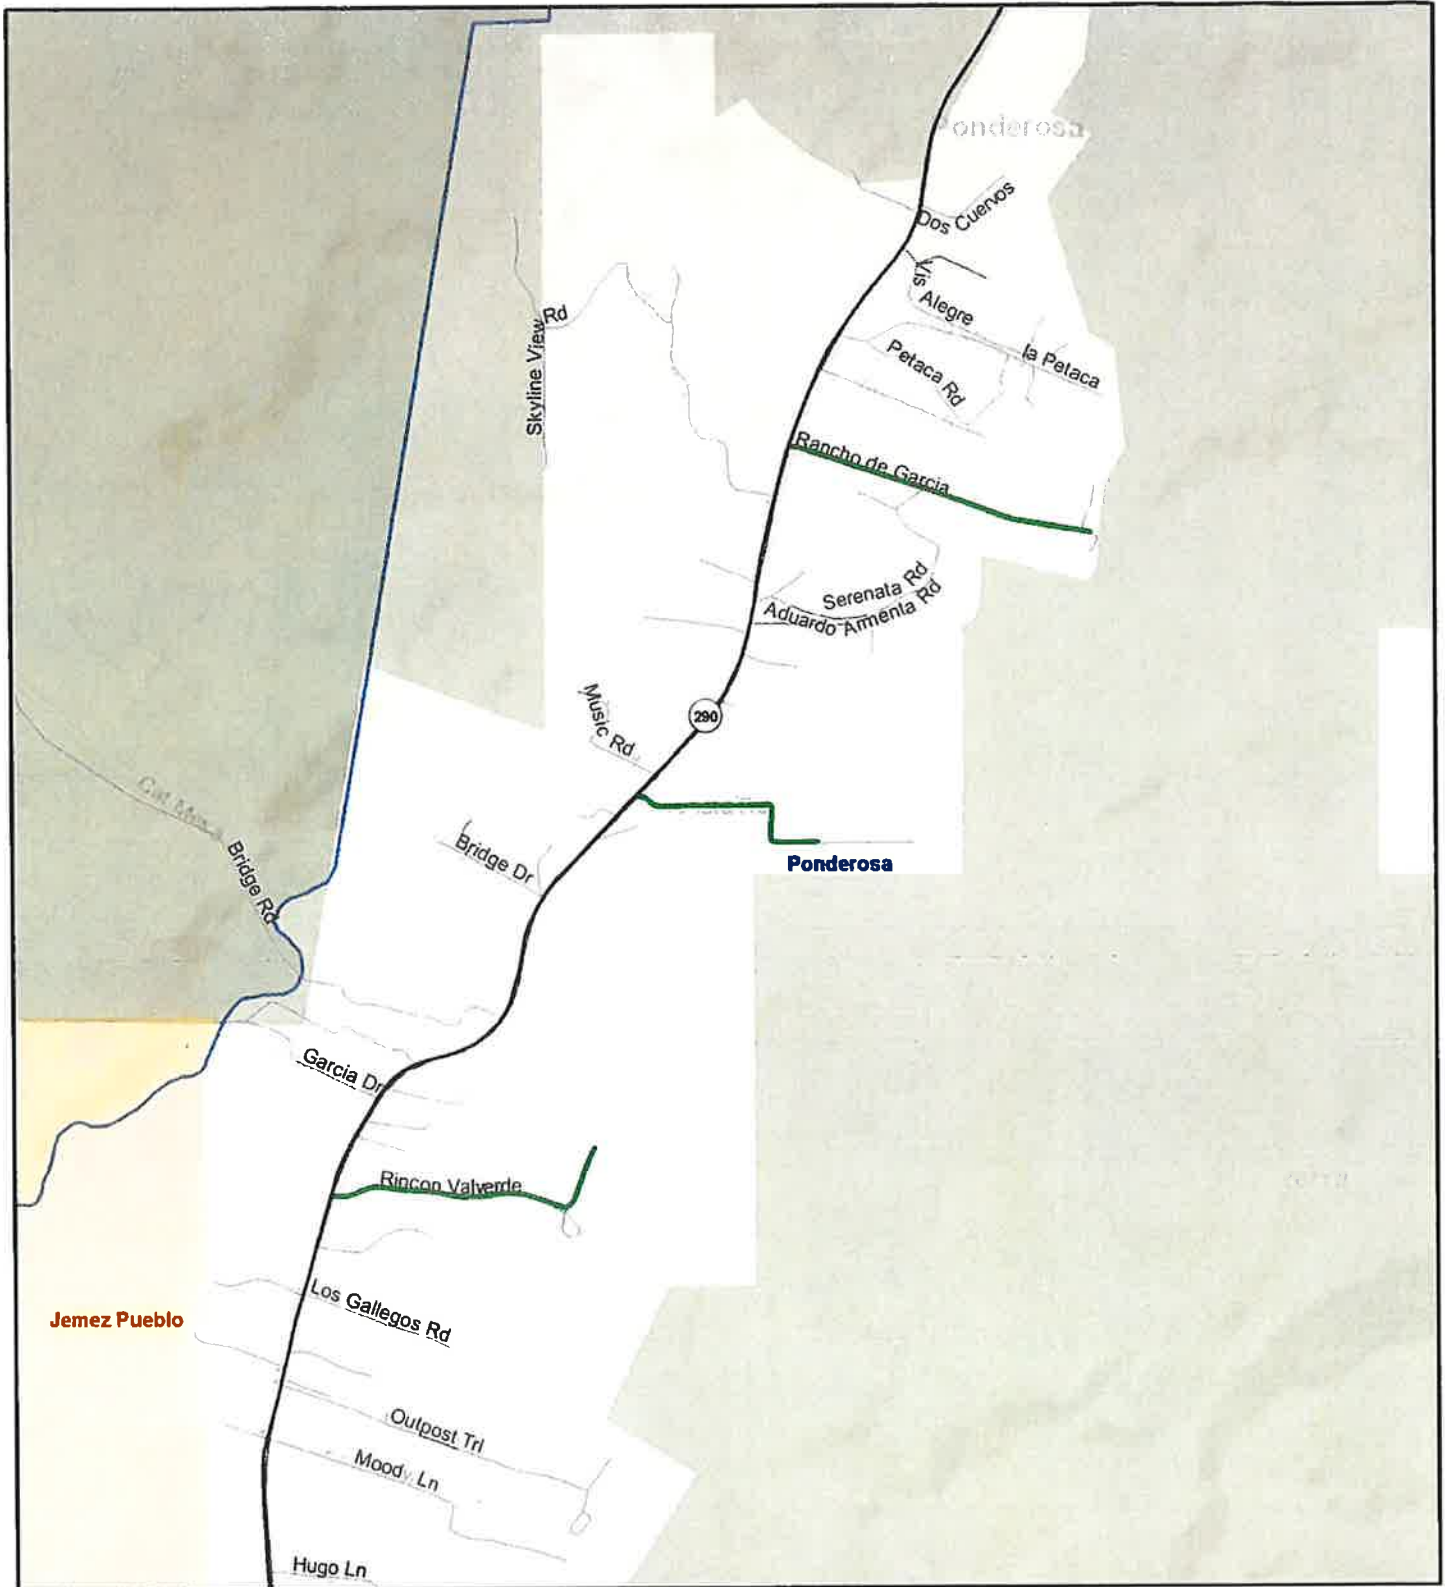 Ponderosa
Dos Cuervos
Vis
Alegre
la Petaca
Petaca Rd
Skyline View Rd
Rancho de Garcia
Serenata Rd
Aduardo Armenta Rd
Music Rd
290
Bridge Dr
Ponderosa
Bridge Rd
Garcia Dr
Rincon Valverde
Los Gallegos Rd
Jemez Pueblo
Outpost Trl
Moody Ln
Hugo Ln